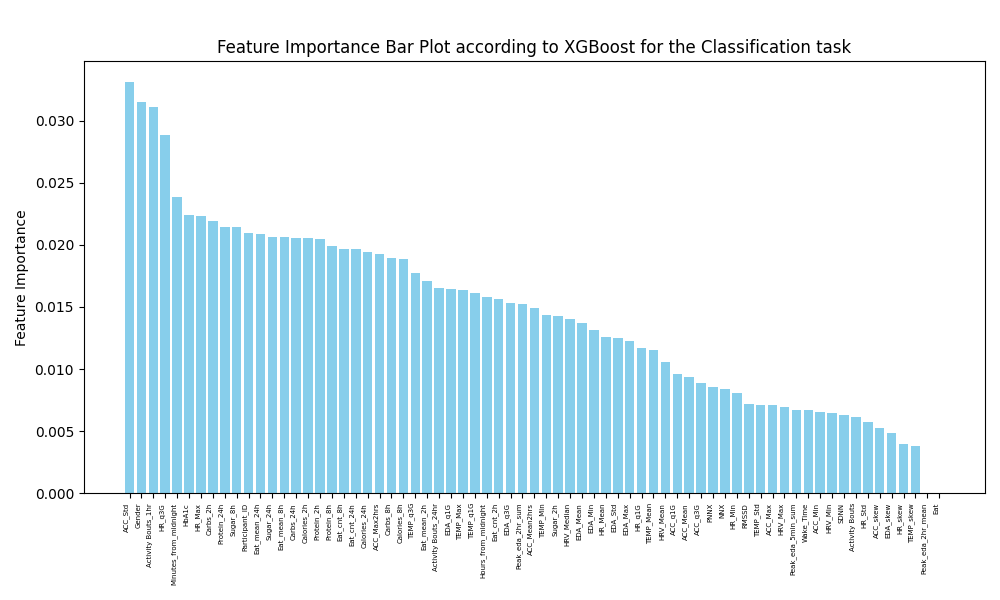 Feature Importance Bar Plot according to XGBoost for the Classification task
Feature Importance
0.030
0.025
0.020
0.015
0.010
0.005
0.000
ACC_Std
Gender
Activity Bouts_1hr
HR_q3G
Minutes_from_midnight
HbA1c
HR_Max
Carbs_2h
Protein_24h
Sugar_8h
Participant_ID
Eat_mean_24h
Sugar_24h
Eat_mean_8h
Carbs_24h
Calories_2h
Protein_2h
Protein_8h
Eat_cnt_8h
Eat_cnt_24h
Calories_24h
ACC_Max2hrs
Carbs_8h
Calories_8h
TEMP_q3G
Eat_mean_2h
Activity Bouts_24hr
EDA_q1G
TEMP_Max
TEMP_q1G
Hours_from_midnight
Eat_cnt_2h
EDA_q3G
Peak_eda_2hr_sum
ACC_Mean2hrs
TEMP_Min
Sugar_2h
HRV_Median
EDA_Mean
EDA_Min
HR_Mean
EDA_Std
EDA_Max
HR_q1G
TEMP_Mean
HRV_Mean
ACC_q1G
ACC_Mean
ACC_q3G
PNNX
NNX
HR_Min
RMSSD
TEMP_Std
ACC_Max
HRV_Max
Peak_eda_5min_sum
Wake_Time
ACC_Min
HRV_Min
SDNN
Activity Bouts
HR_Std
ACC_skew
EDA_skew
HR_skew
TEMP_skew
Peak_eda_2hr_mean
Eat